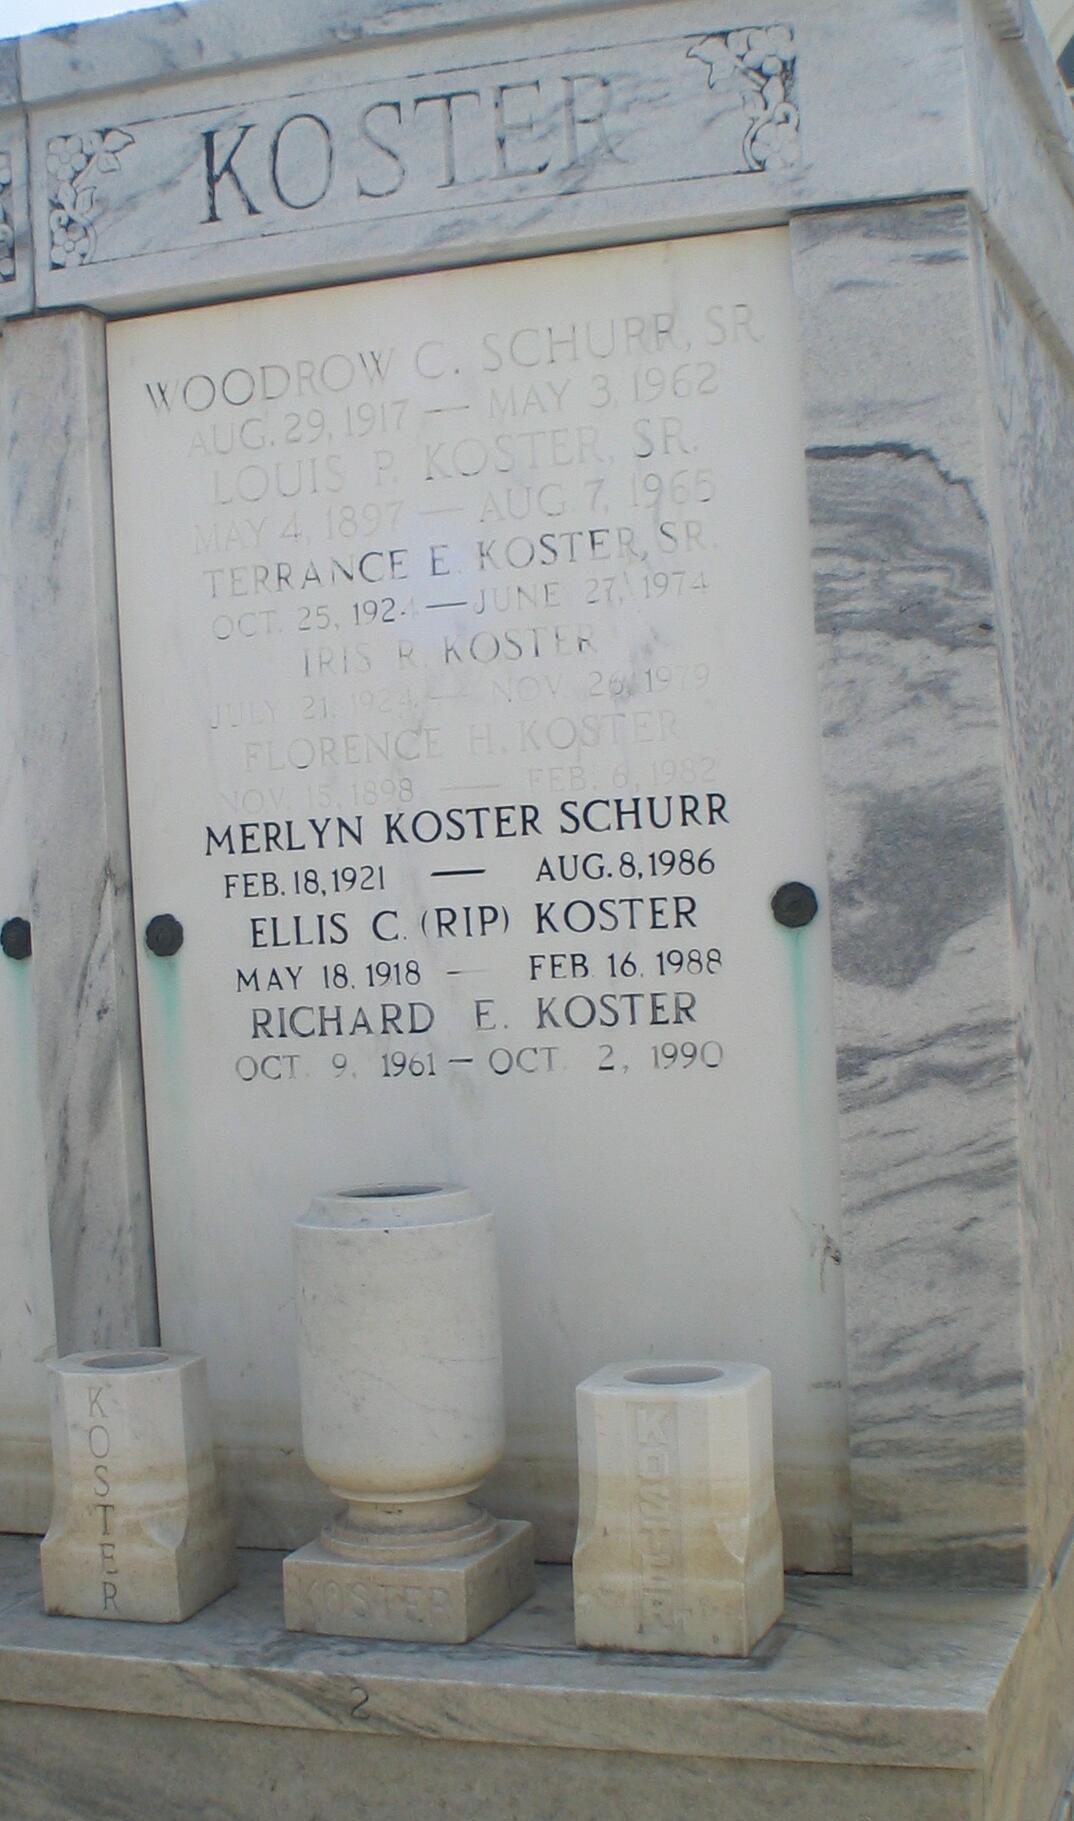 KOSTER
WOODROW C. SCHURR, SR.
AUG. 29, 1917 — MAY 3, 1962
LOUIS P. KOSTER, SR.
MAY 4, 1897 — AUG. 7, 1965
TERRANCE E. KOSTER, SR.
OCT. 25, 1924 — JUNE 27, 1974
IRIS R. KOSTER
JULY 21, 1924 — NOV. 26, 1979
FLORENCE H. KOSTER
NOV. 15, 1898 — FEB. 6, 1982
MERLYN KOSTER SCHURR
FEB. 18, 1921 — AUG. 8, 1986
ELLIS C. (RIP) KOSTER
MAY 18, 1918 — FEB. 16, 1988
RICHARD E. KOSTER
OCT. 9, 1961 — OCT. 2, 1990
KOSTER
KOSTER
KOSTER
2